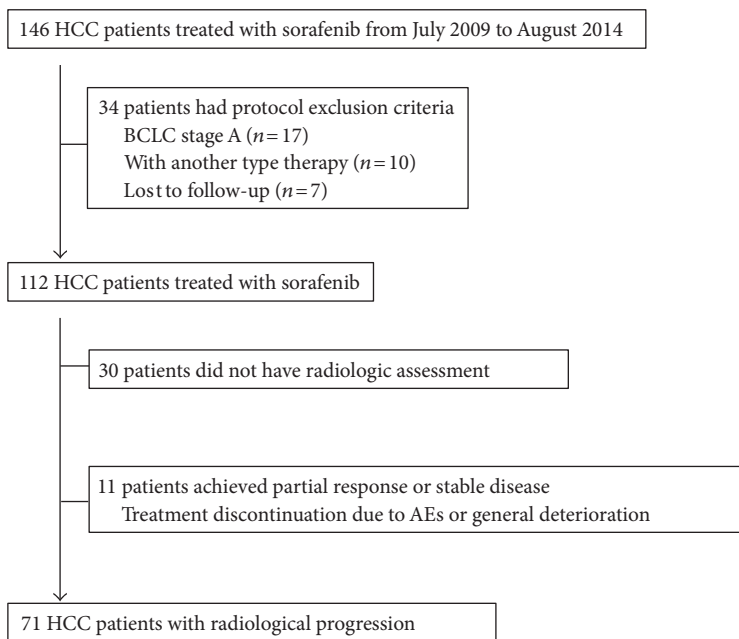 146 HCC patients treated with sorafenib from July 2009 to August 2014
34 patients had protocol exclusion criteria
BCLC stage A (n=17)
With another type therapy (n=10)
Lost to follow-up (n=7)
112 HCC patients treated with sorafenib
30 patients did not have radiologic assessment
11 patients achieved partial response or stable disease
Treatment discontinuation due to AEs or general deterioration
71 HCC patients with radiological progression